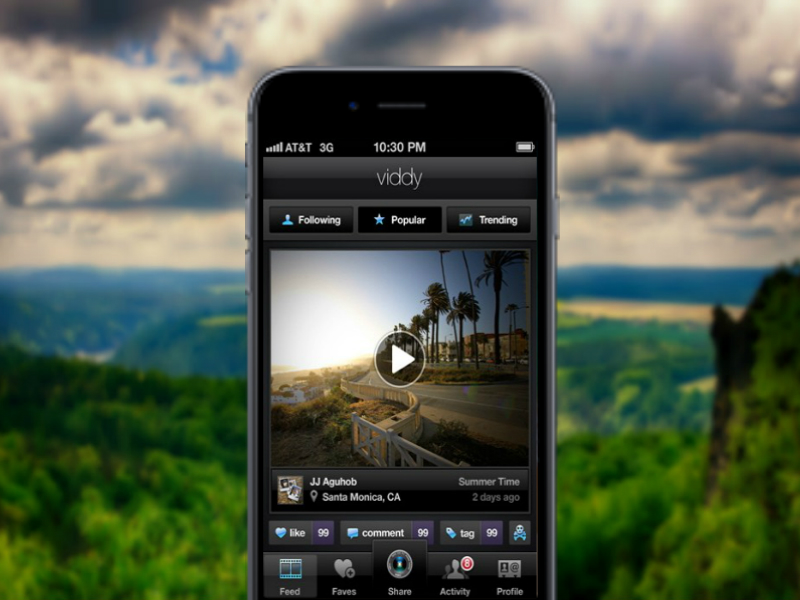 AT&T 3G 10:30 PM
viddy
Following Popular Trending
JJ Aguhob Summer Time
Santa Monica, CA 2 days ago
like 99 comment 99 tag 99
8
Feed Faves Share Activity Profile